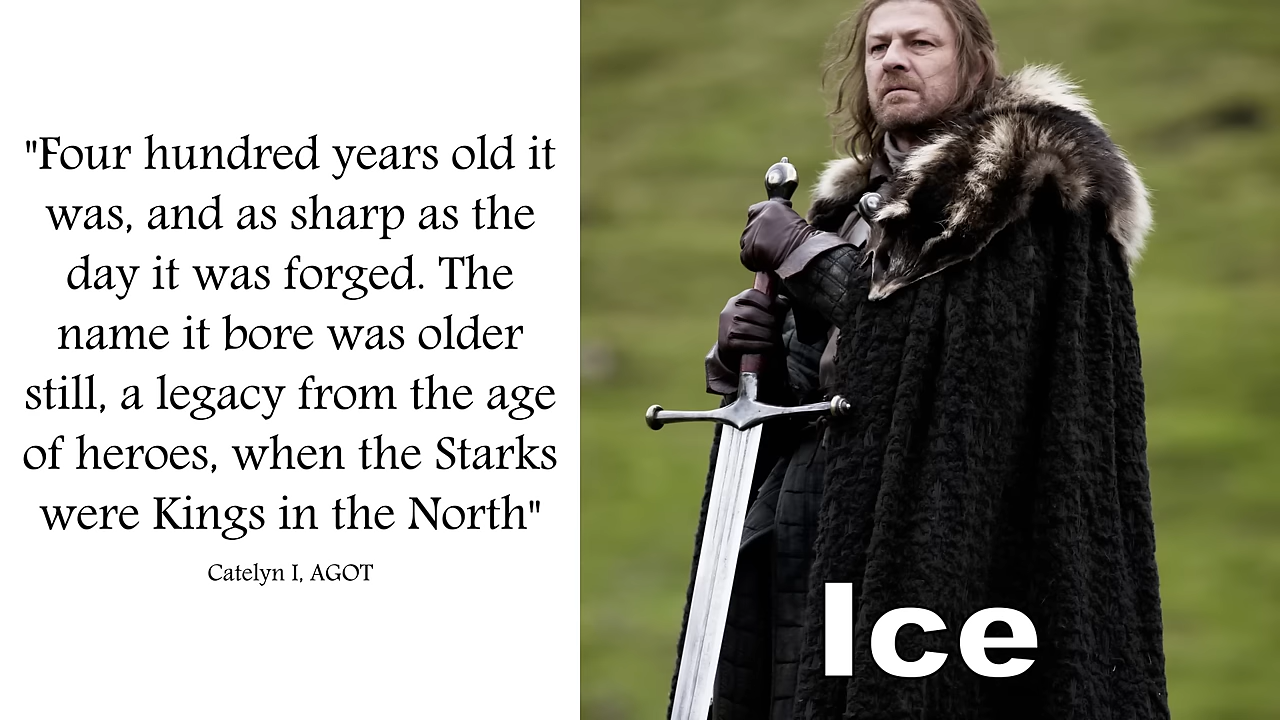 "Four hundred years old it
was, and as sharp as the
day it was forged. The
name it bore was older
still, a legacy from the age
of heroes, when the Starks
were Kings in the North"
Catelyn I, AGOT
Ice